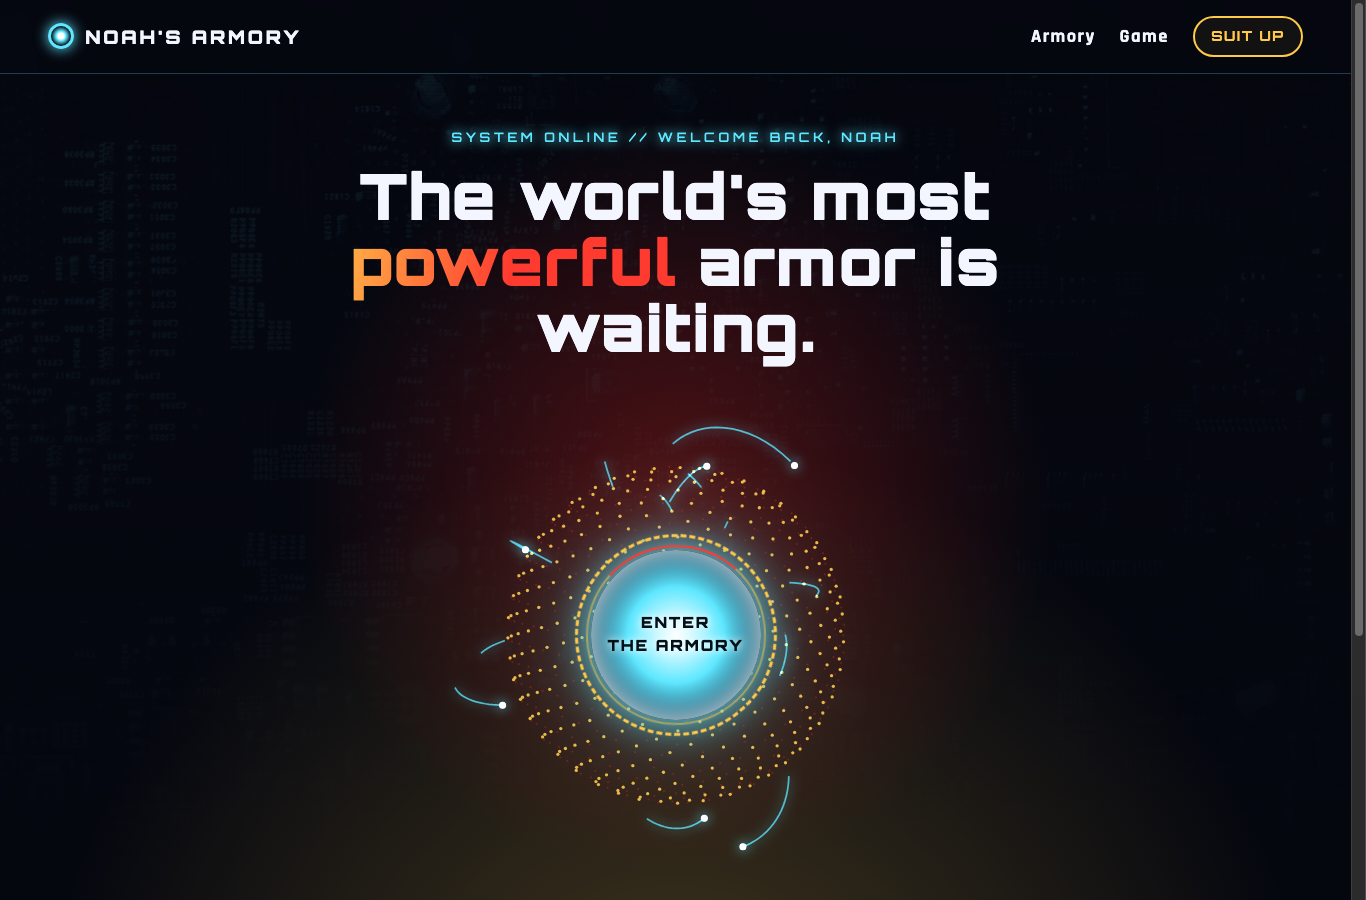 NOAH'S ARMORY
Armory
Game
SUIT UP
SYSTEM ONLINE // WELCOME BACK, NOAH
The world's most
powerful armor is
waiting.
ENTER
THE ARMORY